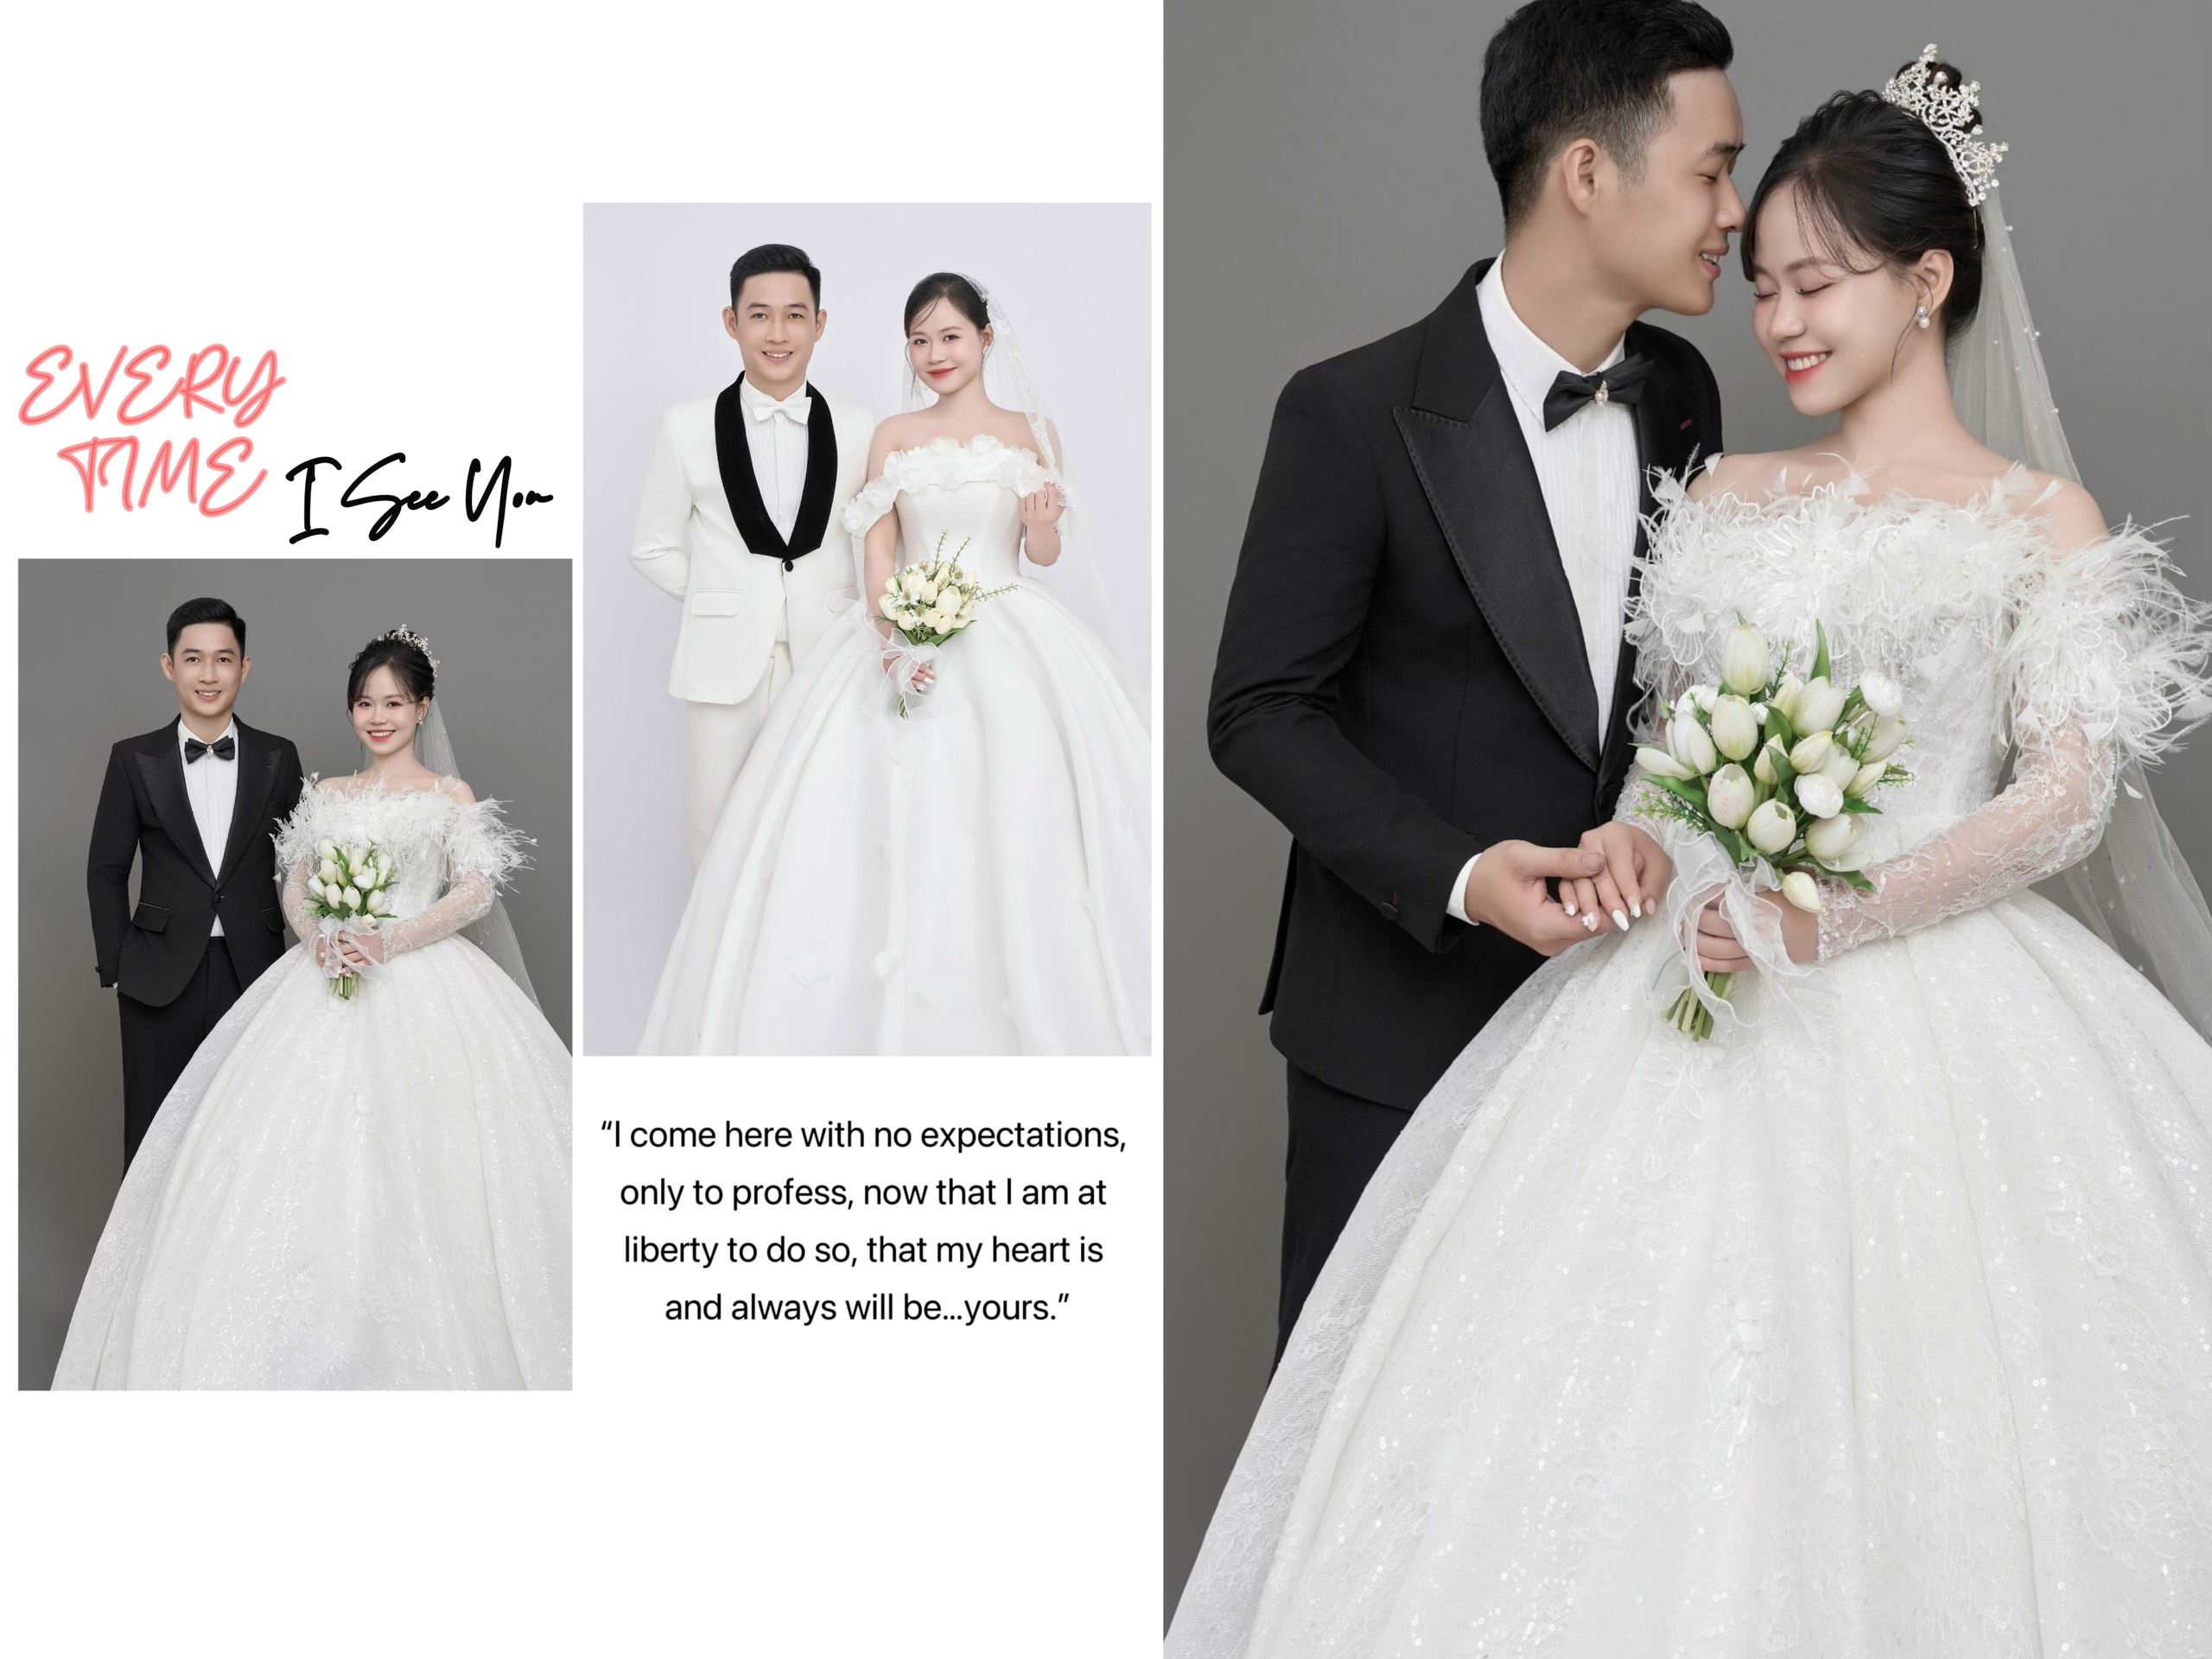 EVERY
TIME
I See You
“I come here with no expectations,
only to profess, now that I am at
liberty to do so, that my heart is
and always will be...yours.”